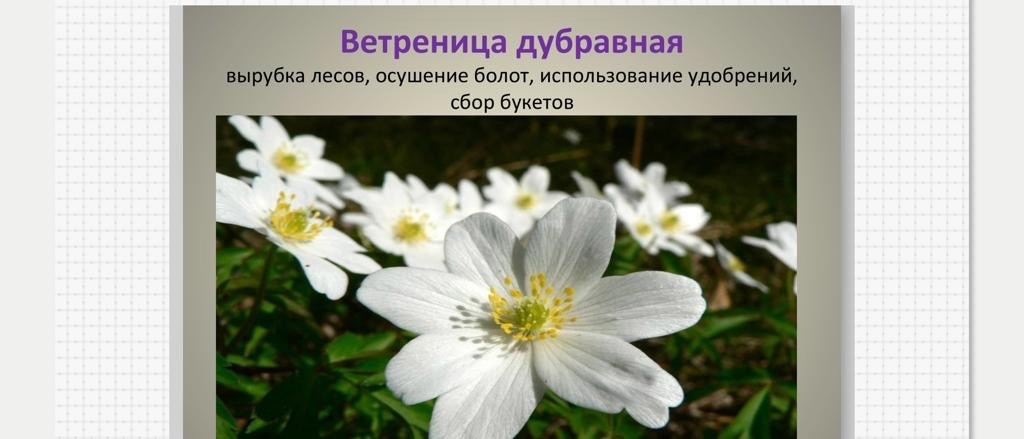 Ветреница дубравная
вырубка лесов, осушение болот, использование удобрений,
сбор букетов